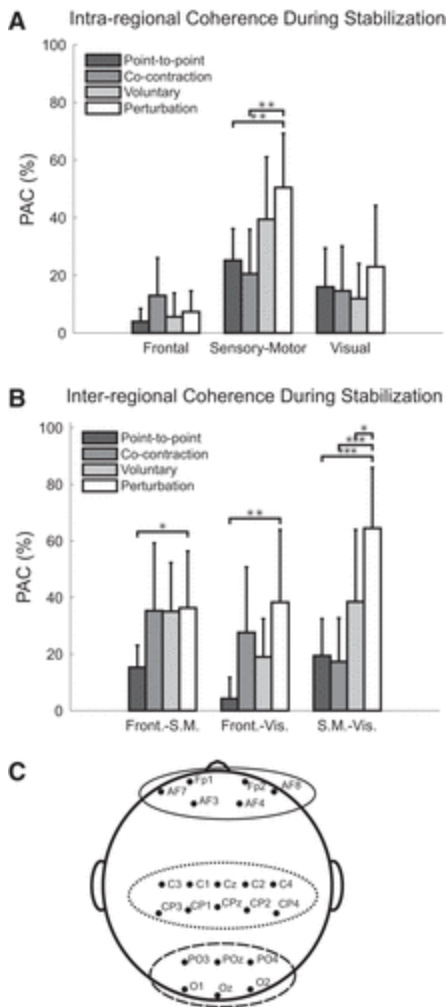 A Intra-regional Coherence During Stabilization
100
Point-to-point
Co-contraction
Voluntary
Perturbation
80
**
**
60
PAC (%)
40
20
0
Frontal Sensory-Motor Visual
B Inter-regional Coherence During Stabilization
100
Point-to-point
Co-contraction
Voluntary
Perturbation
*
***
***
80
*
**
60
PAC (%)
40
20
0
Front.-S.M. Front.-Vis. S.M.-Vis.
C
Fp1 Fp2
AF7 AF8
AF3 AF4
C3 C1 Cz C2 C4
CP3 CP1 CPz CP2 CP4
PO3 POz PO4
O1 Oz O2